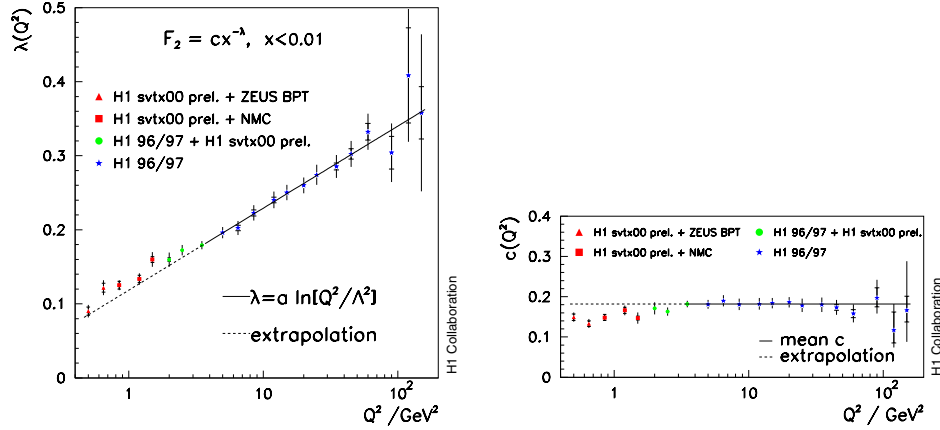 λ(Q²)
F₂ = cx^-λ, x<0.01
H1 svtx00 prel. + ZEUS BPT
H1 svtx00 prel. + NMC
H1 96/97 + H1 svtx00 prel.
H1 96/97
λ=a ln[Q²/Λ²]
extrapolation
0.5
0.4
0.3
0.2
0.1
0
1
10
10²
Q² /GeV²
H1 Collaboration
c(Q²)
H1 svtx00 prel. + ZEUS BPT
H1 96/97 + H1 svtx00 prel.
H1 svtx00 prel. + NMC
H1 96/97
mean c
extrapolation
0.4
0.3
0.2
0.1
0
1
10
10²
Q² /GeV²
H1 Collaboration